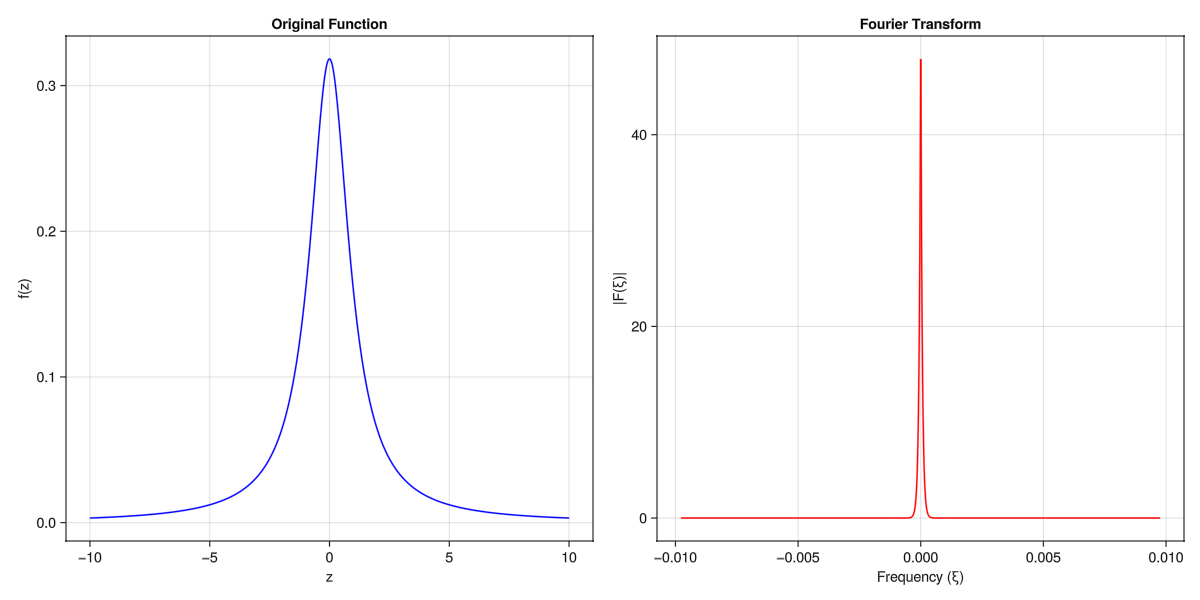 Original Function
f(z)
0.3
0.2
0.1
0.0
−10
−5
0
5
10
z
Fourier Transform
|F(ξ)|
40
20
0
−0.010
−0.005
0.000
0.005
0.010
Frequency (ξ)